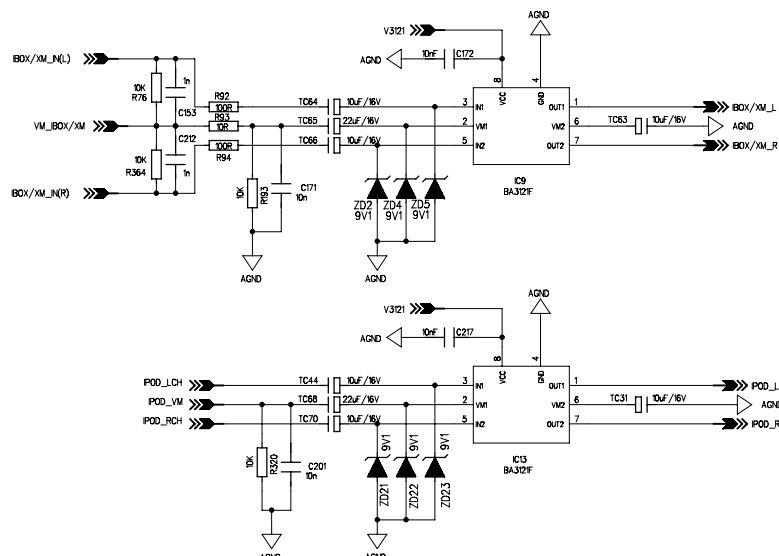 V3121
AGND
AGND
10nF
C172
IBOX/XM_IN(L)
10K
R76
1n
C153
R92
100R
R93
10R
VM_IBOX/XM
C212
10K
R364
1n
R94
100R
IBOX/XM_IN(R)
TC64
10uF/16V
TC65
22uF/16V
TC66
10uF/16V
10K
R193
C171
10n
AGND
ZD2
9V1
ZD4
9V1
ZD5
9V1
AGND
8
4
VCC
GND
3
IN1
2
VM1
5
IN2
OUT1
1
VM2
6
OUT2
7
IC9
BA3121F
IBOX/XM_L
TC63
10uF/16V
AGND
IBOX/XM_R
V3121
AGND
AGND
10nF
C217
IPOD_LCH
IPOD_VM
IPOD_RCH
TC44
10uF/16V
TC68
22uF/16V
TC70
10uF/16V
10K
R320
C201
10n
9V1
ZD21
9V1
ZD22
9V1
ZD23
AGND
8
4
VCC
GND
3
IN1
2
VM1
5
IN2
OUT1
1
VM2
6
OUT2
7
IC13
BA3121F
IPOD_L
TC31
10uF/16V
AGN
IPOD_R